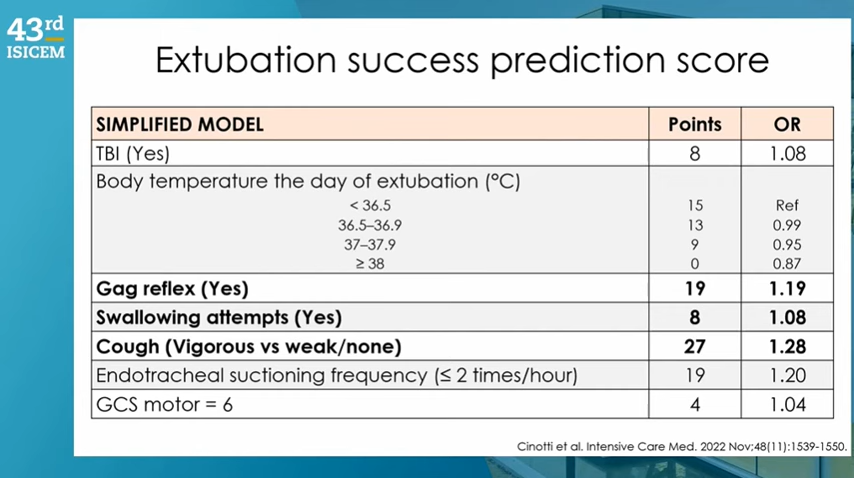 43rd
ISICEM
Extubation success prediction score
SIMPLIFIED MODEL Points OR
TBI (Yes) 8 1.08
Body temperature the day of extubation (°C)
< 36.5 15 Ref
36.5–36.9 13 0.99
37–37.9 9 0.95
≥ 38 0 0.87
Gag reflex (Yes) 19 1.19
Swallowing attempts (Yes) 8 1.08
Cough (Vigorous vs weak/none) 27 1.28
Endotracheal suctioning frequency (≤ 2 times/hour) 19 1.20
GCS motor = 6 4 1.04
Cinotti et al. Intensive Care Med. 2022 Nov;48(11):1539-1550.